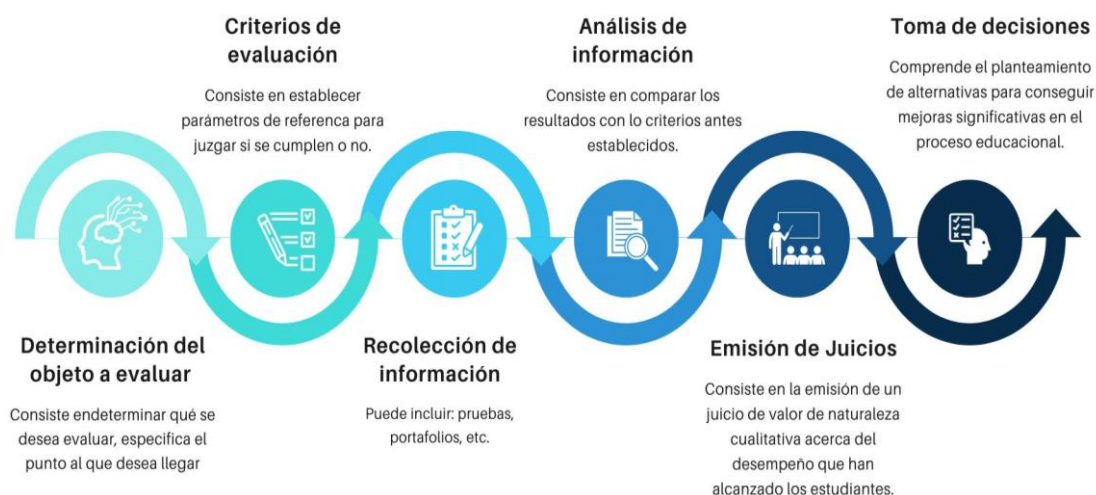 Determinación del
objeto a evaluar
Consiste endeterminar qué se
desea evaluar, especifica el
punto al que desea llegar
Criterios de
evaluación
Consiste en establecer
parámetros de referenca para
juzgar si se cumplen o no.
Recolección de
información
Puede incluir: pruebas,
portafolios, etc.
Análisis de
información
Consiste en comparar los
resultados con lo criterios antes
establecidos.
Emisión de Juicios
Consiste en la emisión de un
juicio de valor de naturaleza
cualitativa acerca del
desempeño que han
alcanzado los estudiantes.
Toma de decisiones
Comprende el planteamiento
de alternativas para conseguir
mejoras significativas en el
proceso educacional.